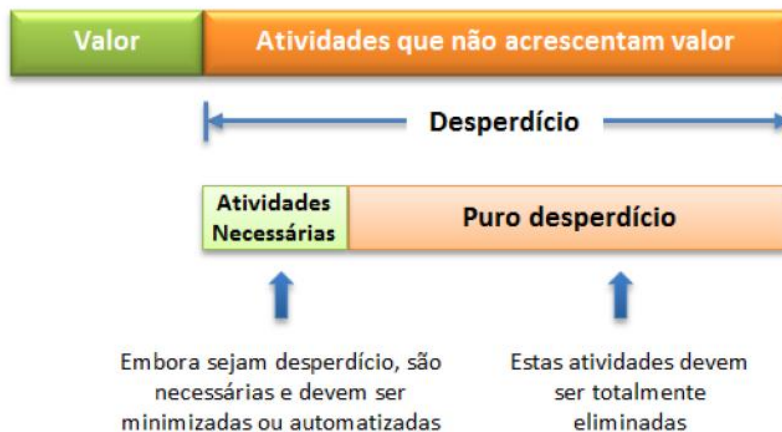 Valor
Atividades que não acrescentam valor
Desperdício
Atividades
Necessárias
Puro desperdício
Embora sejam desperdício, são
necessárias e devem ser
minimizadas ou automatizadas
Estas atividades devem
ser totalmente
eliminadas